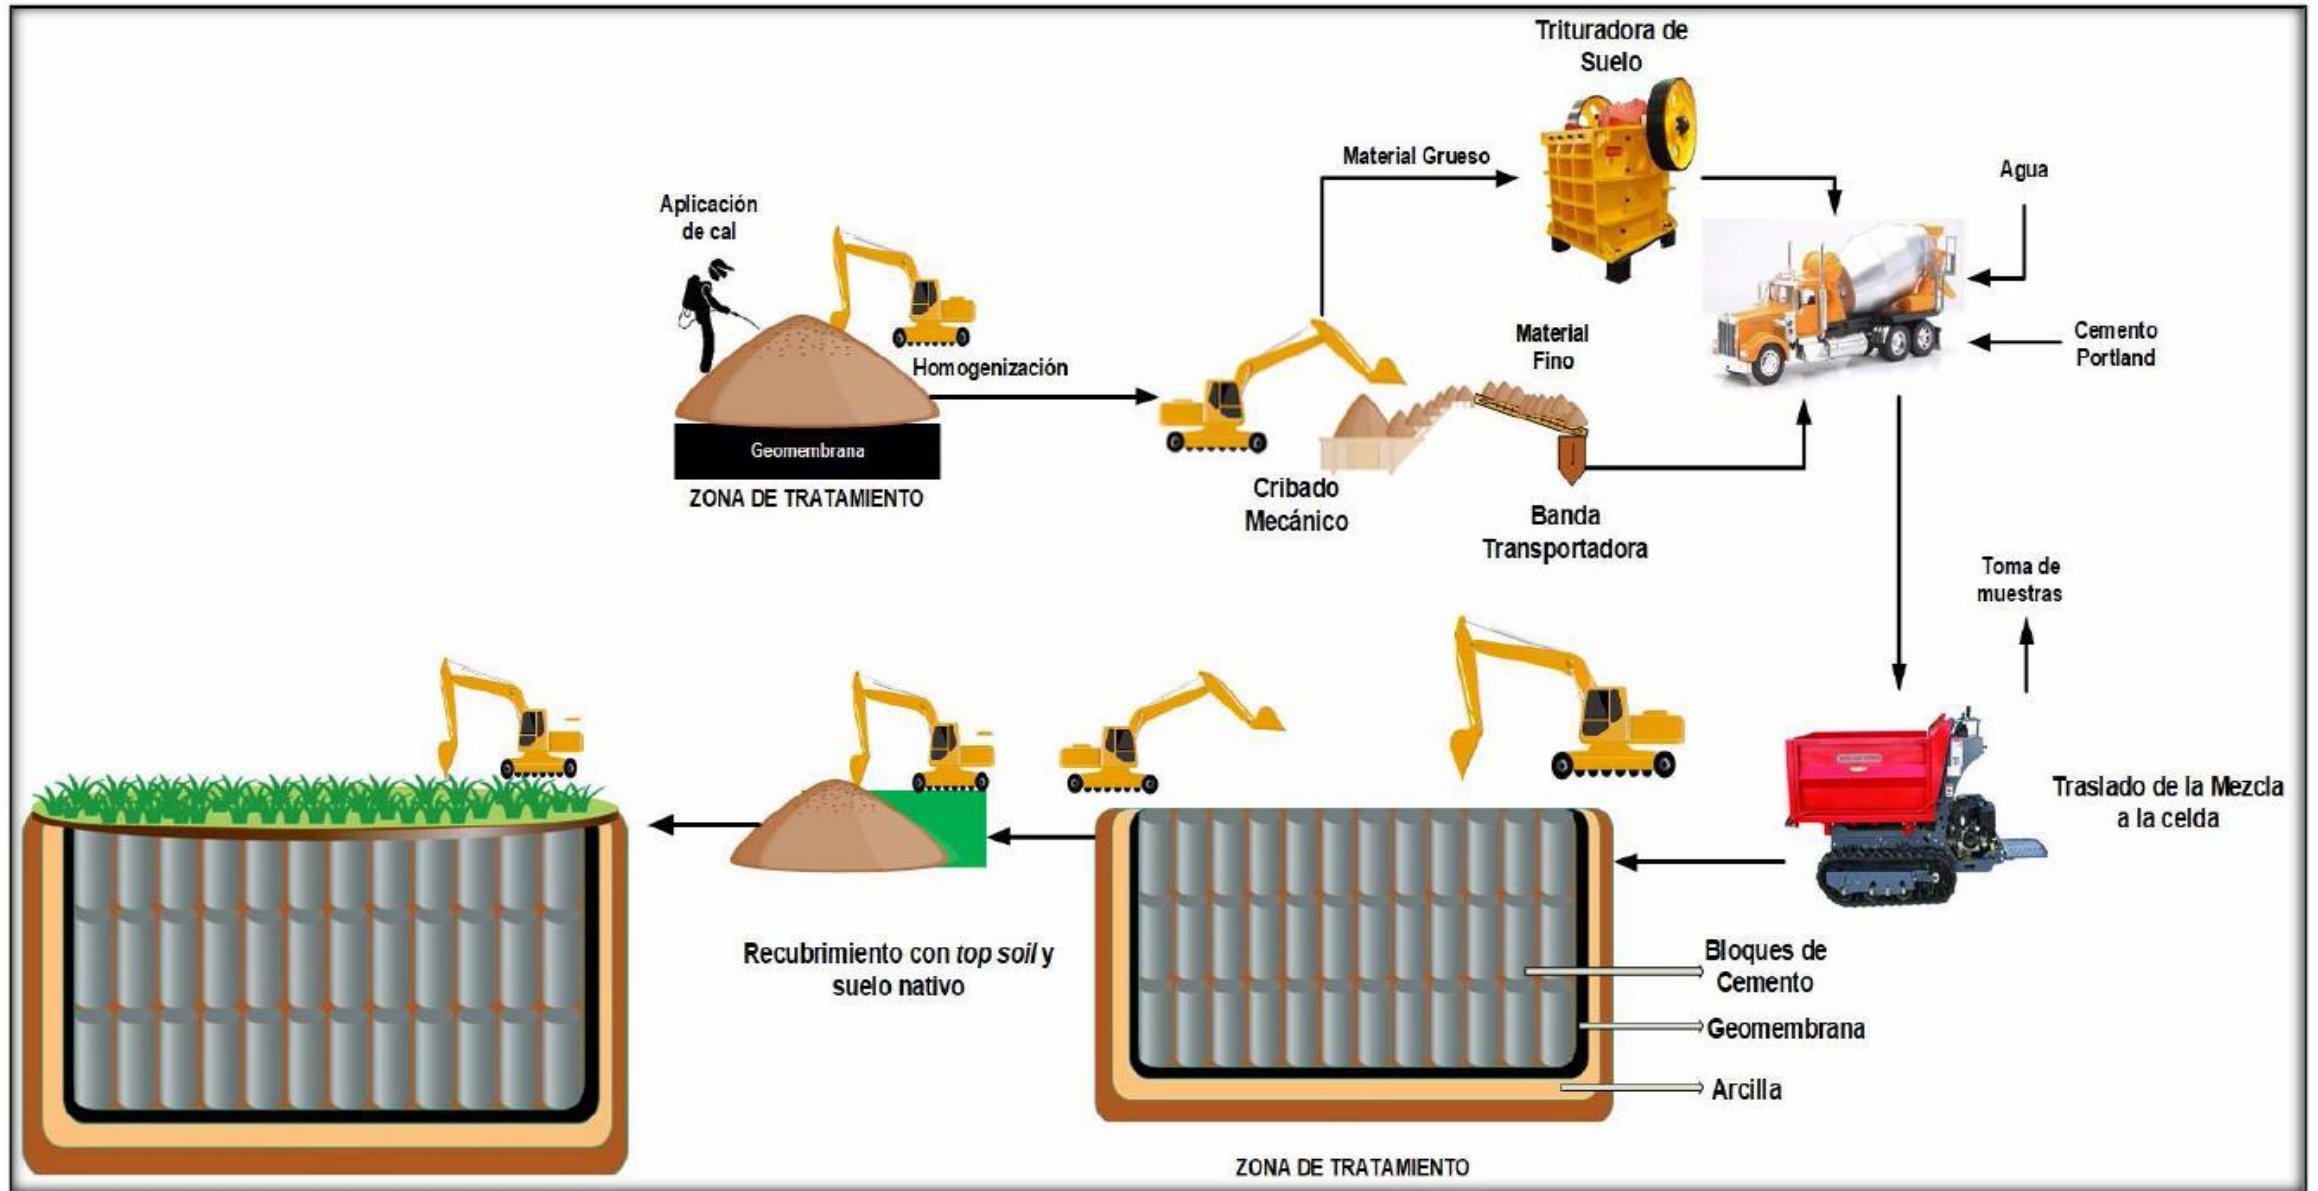 Trituradora de
Suelo
Material Grueso
Agua
Aplicación
de cal
Material
Fino
Cemento
Portland
Homogenización
Geomembrana
ZONA DE TRATAMIENTO
Cribado
Mecánico
Banda
Transportadora
Toma de
muestras
Traslado de la Mezcla
a la celda
Recubrimiento con top soil y
suelo nativo
Bloques de
Cemento
Geomembrana
Arcilla
ZONA DE TRATAMIENTO